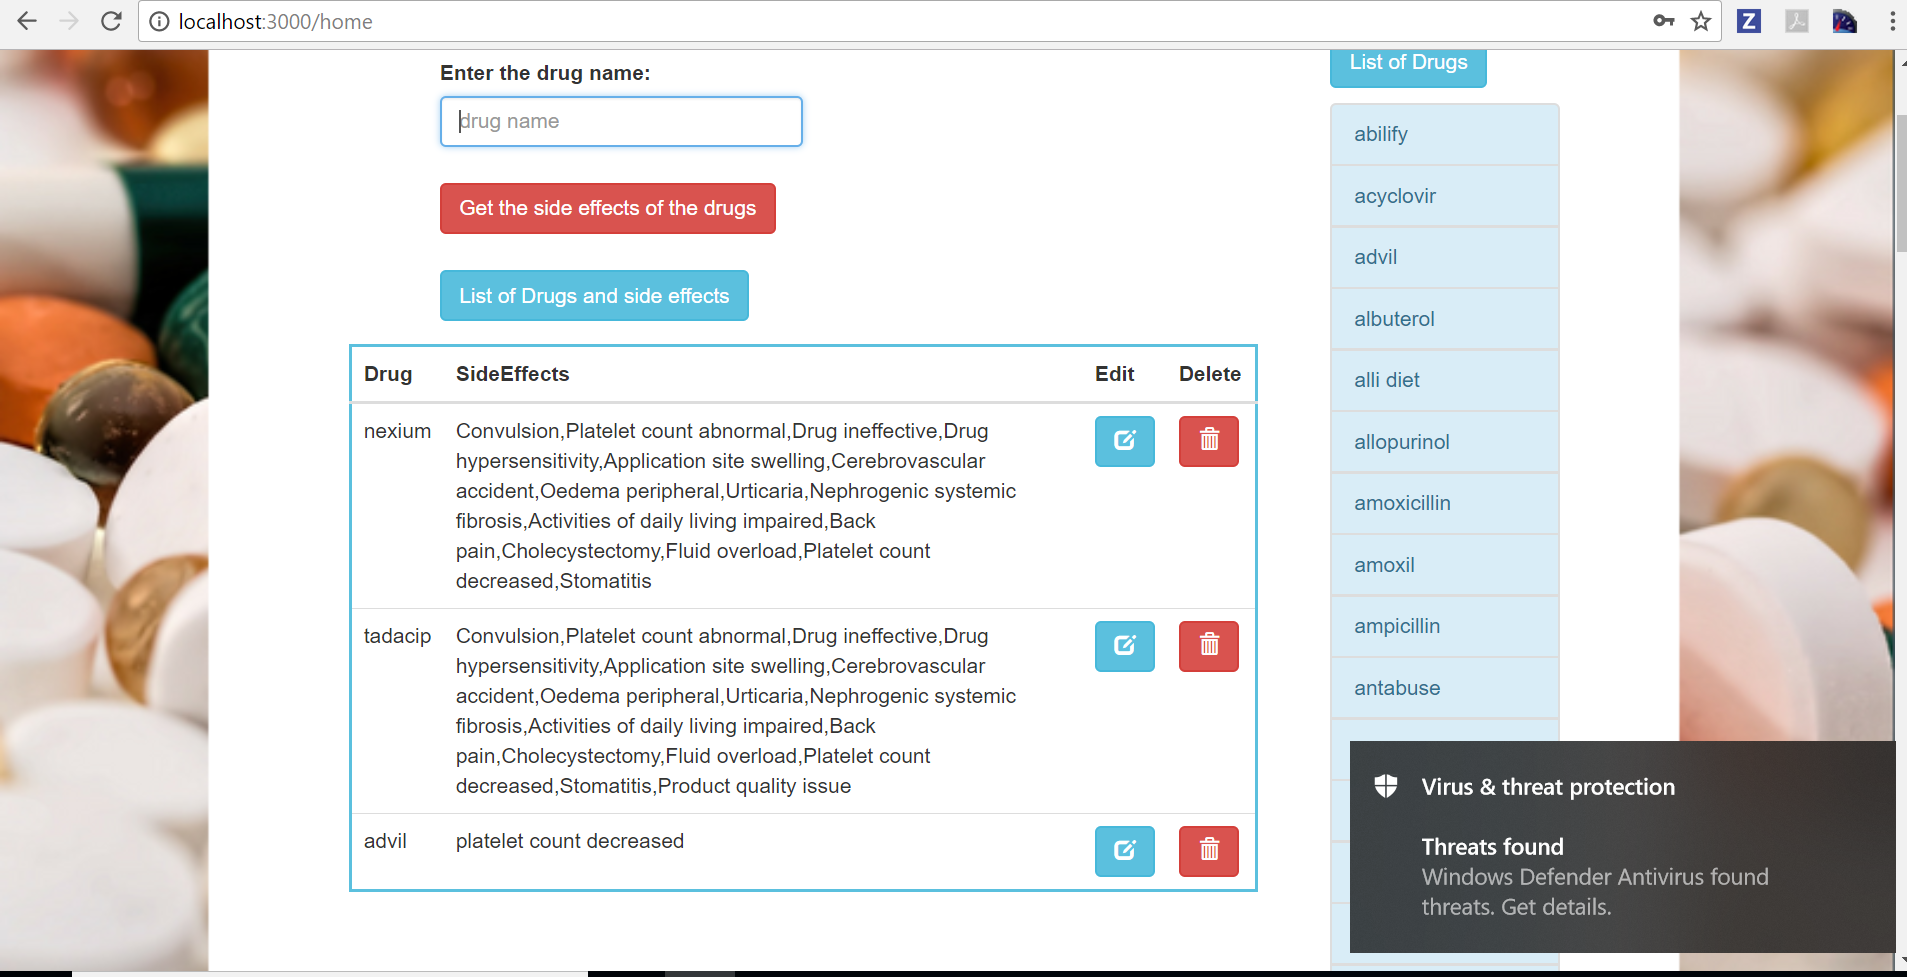 localhost:3000/home
Z
Enter the drug name:
drug name
Get the side effects of the drugs
List of Drugs and side effects
Drug SideEffects Edit Delete
nexium Convulsion,Platelet count abnormal,Drug ineffective,Drug
hypersensitivity,Application site swelling,Cerebrovascular
accident,Oedema peripheral,Urticaria,Nephrogenic systemic
fibrosis,Activities of daily living impaired,Back
pain,Cholecystectomy,Fluid overload,Platelet count
decreased,Stomatitis
tadacip Convulsion,Platelet count abnormal,Drug ineffective,Drug
hypersensitivity,Application site swelling,Cerebrovascular
accident,Oedema peripheral,Urticaria,Nephrogenic systemic
fibrosis,Activities of daily living impaired,Back
pain,Cholecystectomy,Fluid overload,Platelet count
decreased,Stomatitis,Product quality issue
advil platelet count decreased
List of Drugs
abilify
acyclovir
advil
albuterol
alli diet
allopurinol
amoxicillin
amoxil
ampicillin
antabuse
Virus & threat protection
Threats found
Windows Defender Antivirus found
threats. Get details.